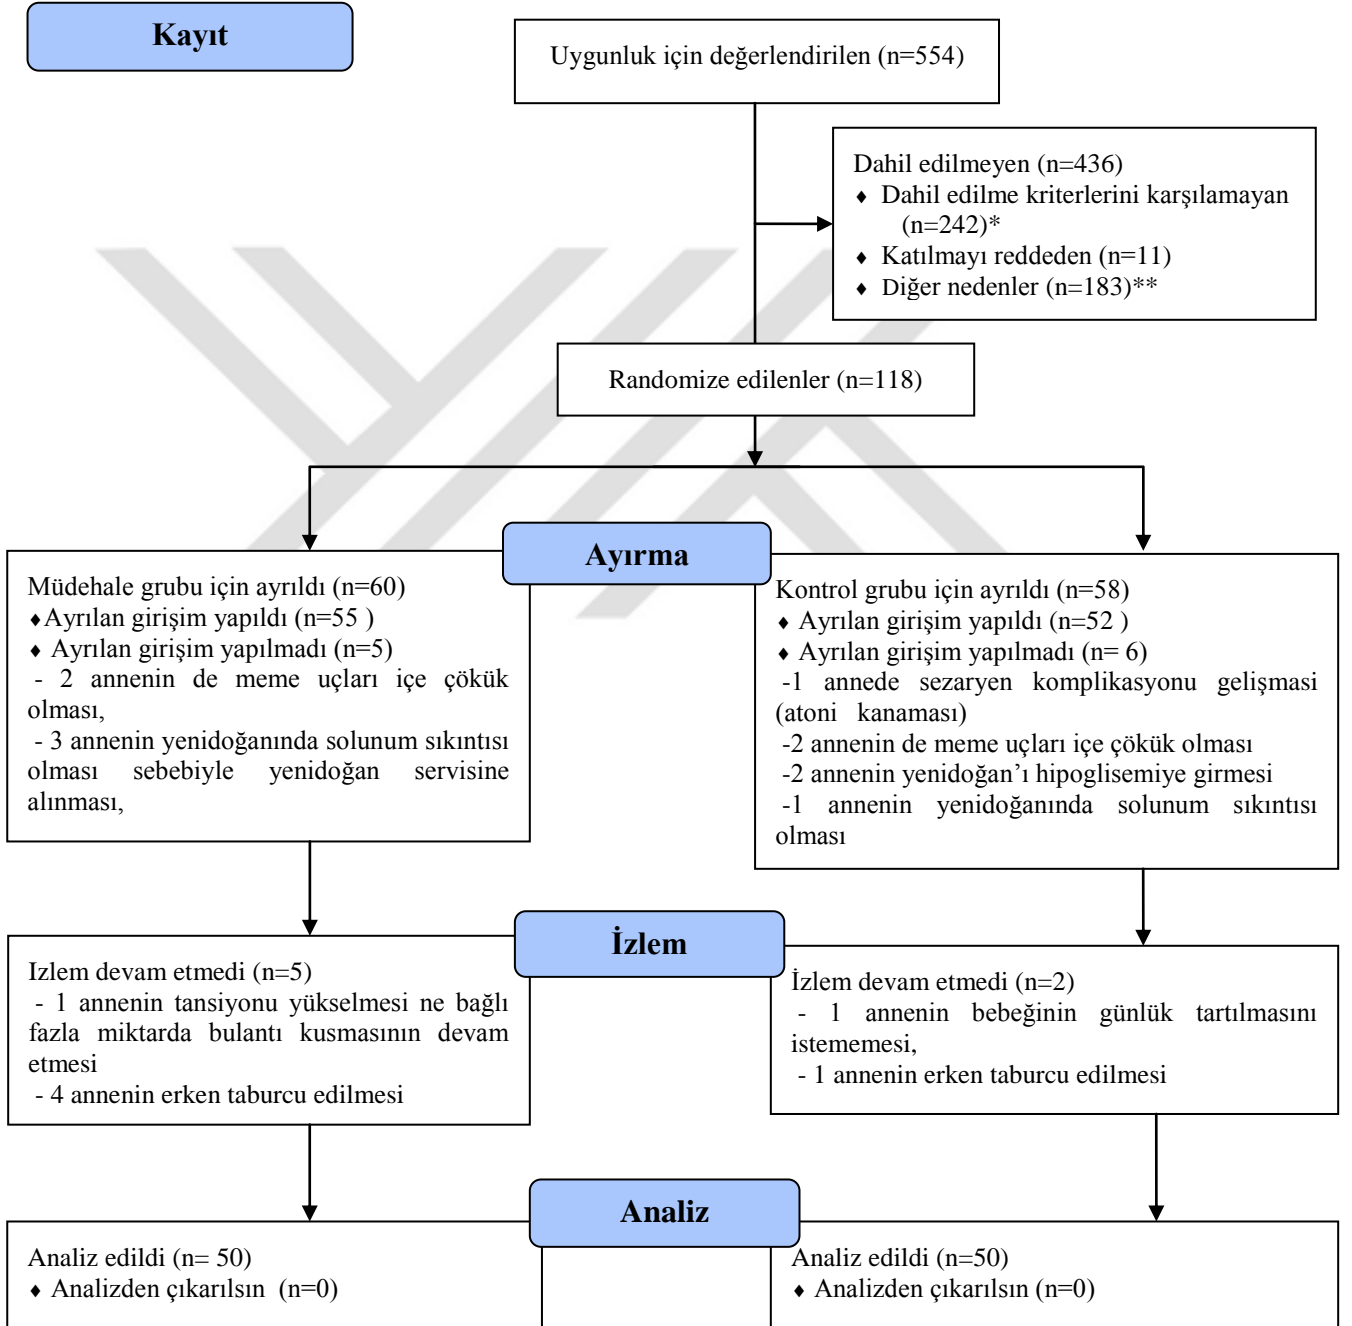 Kayıt
Uygunluk için değerlendirilen (n=554)
Dahil edilmeyen (n=436)
♦ Dahil edilme kriterlerini karşılamayan
(n=242)*
♦ Katılmayı reddeden (n=11)
♦ Diğer nedenler (n=183)**
Randomize edilenler (n=118)
Ayırma
Müdehale grubu için ayrıldı (n=60)
♦Ayrılan girişim yapıldı (n=55 )
♦ Ayrılan girişim yapılmadı (n=5)
- 2 annenin de meme uçları içe çökük
olması,
- 3 annenin yenidoğanında solunum sıkıntısı
olması sebebiyle yenidoğan servisine
alınması,
Kontrol grubu için ayrıldı (n=58)
♦ Ayrılan girişim yapıldı (n=52 )
♦ Ayrılan girişim yapılmadı (n= 6)
-1 annede sezaryen komplikasyonu gelişmasi
(atoni kanaması)
-2 annenin de meme uçları içe çökük olması
-2 annenin yenidoğan’ı hipoglisemiye girmesi
-1 annenin yenidoğanında solunum sıkıntısı
olması
İzlem
Izlem devam etmedi (n=5)
- 1 annenin tansiyonu yükselmesi ne bağlı
fazla miktarda bulantı kusmasının devam
etmesi
- 4 annenin erken taburcu edilmesi
İzlem devam etmedi (n=2)
- 1 annenin bebeğinin günlük tartılmasını
istememesi,
- 1 annenin erken taburcu edilmesi
Analiz
Analiz edildi (n= 50)
♦ Analizden çıkarılsın (n=0)
Analiz edildi (n=50)
♦ Analizden çıkarılsın (n=0)